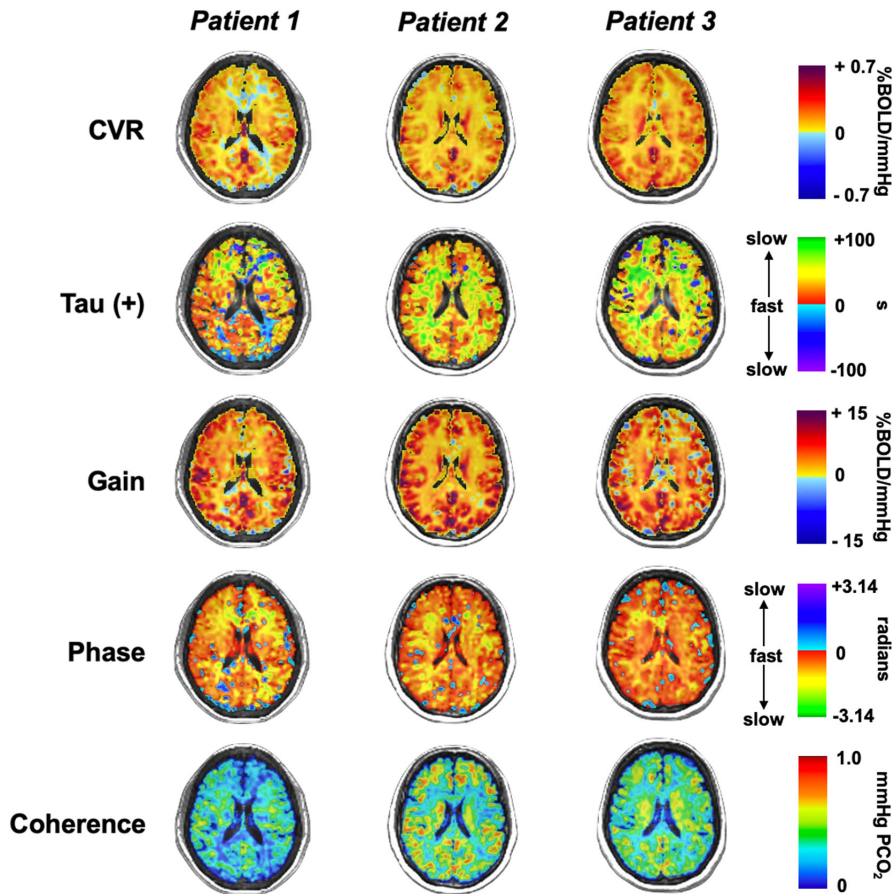 Patient 1 Patient 2 Patient 3
CVR
+ 0.7
0
- 0.7
%BOLD/mmHg
Tau (+)
slow
fast
slow
+100
0
-100
s
Gain
+ 15
0
- 15
%BOLD/mmHg
Phase
slow
fast
slow
+3.14
0
-3.14
radians
Coherence
1.0
0
mmHg PCO₂